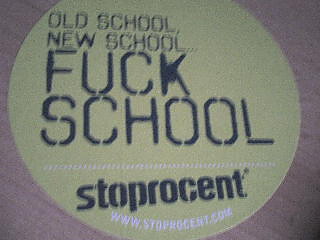 OLD SCHOOL,
NEW SCHOOL...
FUCK
SCHOOL
stoprocent
WWW.STOPROCENT.COM